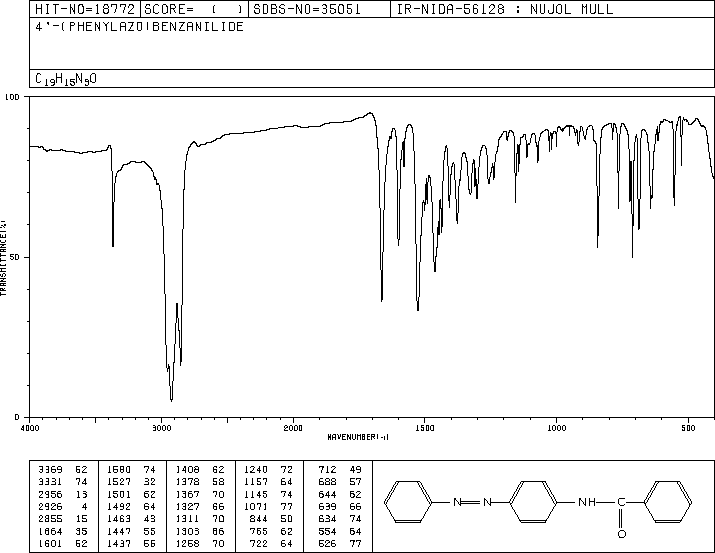 HIT-NO=18772 SCORE= ( ) SDBS-NO=35051 IR-NIDA-56128 : NUJOL MULL
4'-(PHENYLAZO)BENZANILIDE
C19H15N3O
100
50
0
TRANSMITTANCE(%)
4000 3000 2000 1500 1000 500
WAVENUMBER(-1)
3369 52 1580 74 1408 62 1240 72 712 49
3331 74 1527 32 1378 58 1157 64 688 57
2956 13 1501 62 1367 70 1145 74 644 62
2926 4 1492 64 1327 66 1071 77 639 66
2855 15 1463 43 1311 70 844 50 634 74
1664 35 1447 55 1303 66 765 62 554 64
1601 52 1437 55 1258 70 722 64 526 77
N N NH C
O